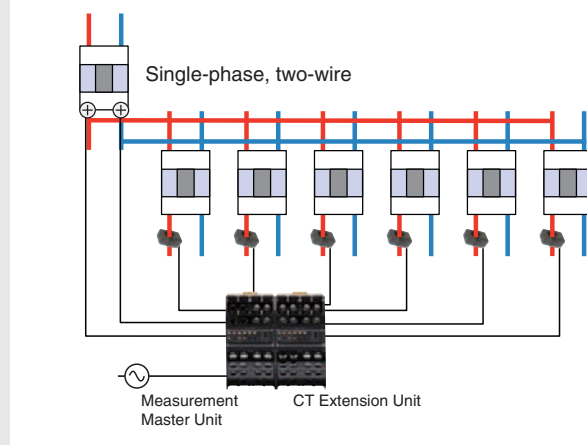 Single-phase, two-wire
Measurement
Master Unit
CT Extension Unit